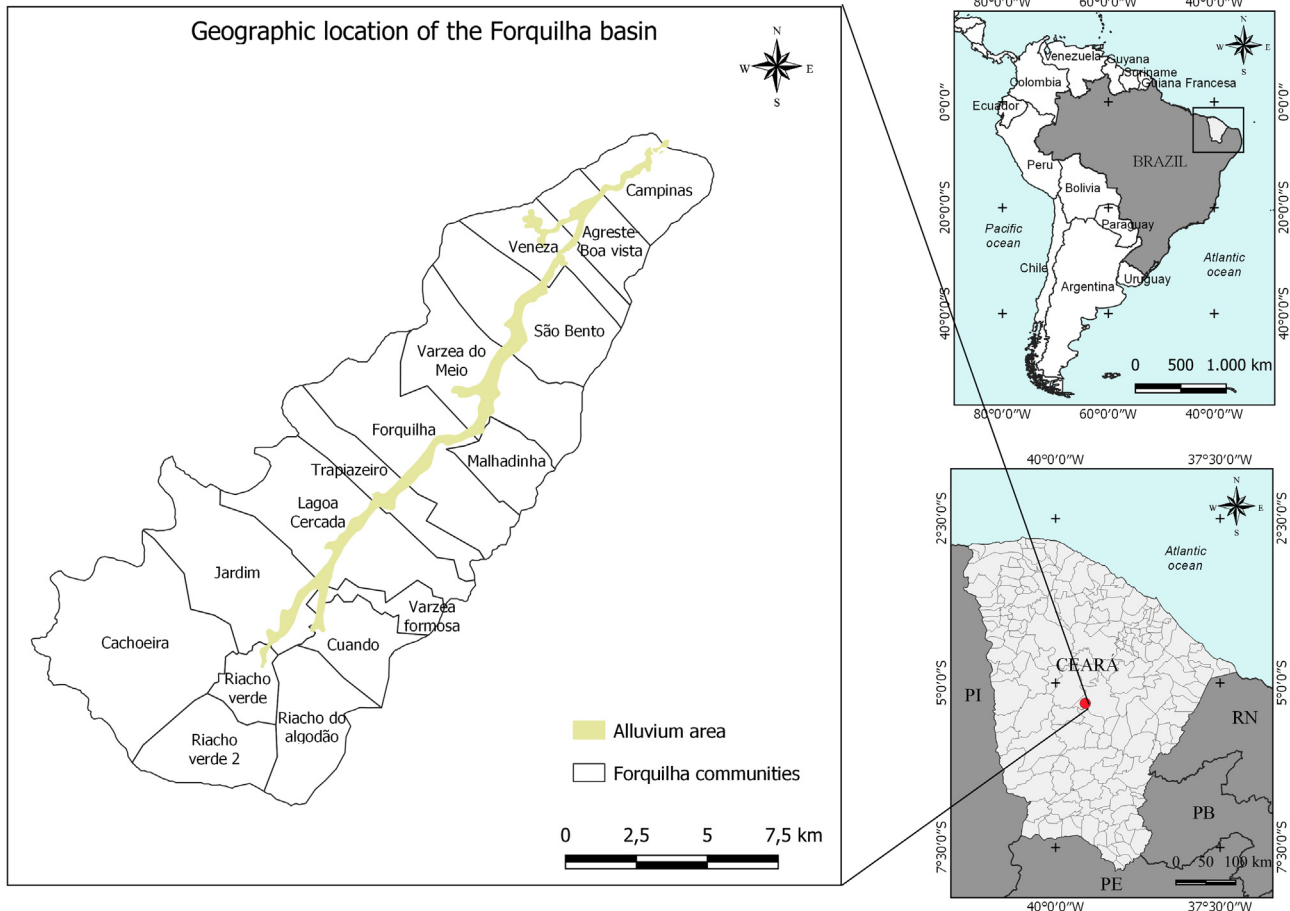 Geographic location of the Forquilha basin
N
W
E
S
Campinas
Agreste-
Boa vista
Veneza
São Bento
Varzea do
Meio
Forquilha
Malhadinha
Trapiazeiro
Lagoa
Cercada
Jardim
Varzea
formosa
Cachoeira
Cuando
Riacho
verde
Riacho do
algodão
Riacho
verde 2
Alluvium area
Forquilha communities
0 2,5 5 7,5 km
80°0'0"W 60°0'0"W 40°0'0"W
N
W
E
S
Venezuela
Guyana
Suriname
Guiana Francesa
Colombia
Ecuador
0°0'0"
0°0'0"
BRAZIL
Peru
Bolivia
20°0'0"S
20°0'0"S
Paraguay
Pacific
ocean
Atlantic
ocean
Chile
Uruguay
Argentina
40°0'0"S
40°0'0"S
0 500 1.000 km
80°0'0"W 60°0'0"W 40°0'0"W
40°0'0"W 37°30'0"W
N
W
E
S
2°30'0"S
2°30'0"S
Atlantic
ocean
CEARÁ
5°0'0"S
5°0'0"S
PI
RN
PB
7°30'0"S
7°30'0"S
0 50 100 km
PE
40°0'0"W 37°30'0"W